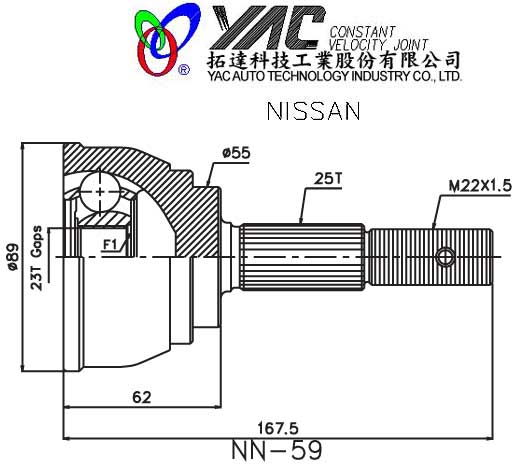 YAC CONSTANT
VELOCITY JOINT
拓達科技工業股份有限公司
YAC AUTO TECHNOLOGY INDUSTRY CO., LTD.
®
NISSAN
ø55
25T
M22X1.5
ø89
23T Gaps
F1
62
167.5
NN-59